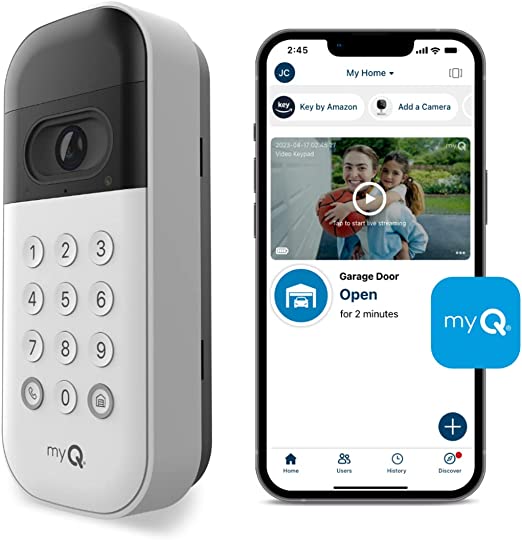 1 2 3
4 5 6
7 8 9
0
myQ®
2:45
JC
My Home
key
Key by Amazon
Add a Camera
2023-04-17,02:45:27
Video Keypad
myQ
Tap to start live streaming
Garage Door
Open
for 2 minutes
myQ®
+
Home
Users
History
Discover